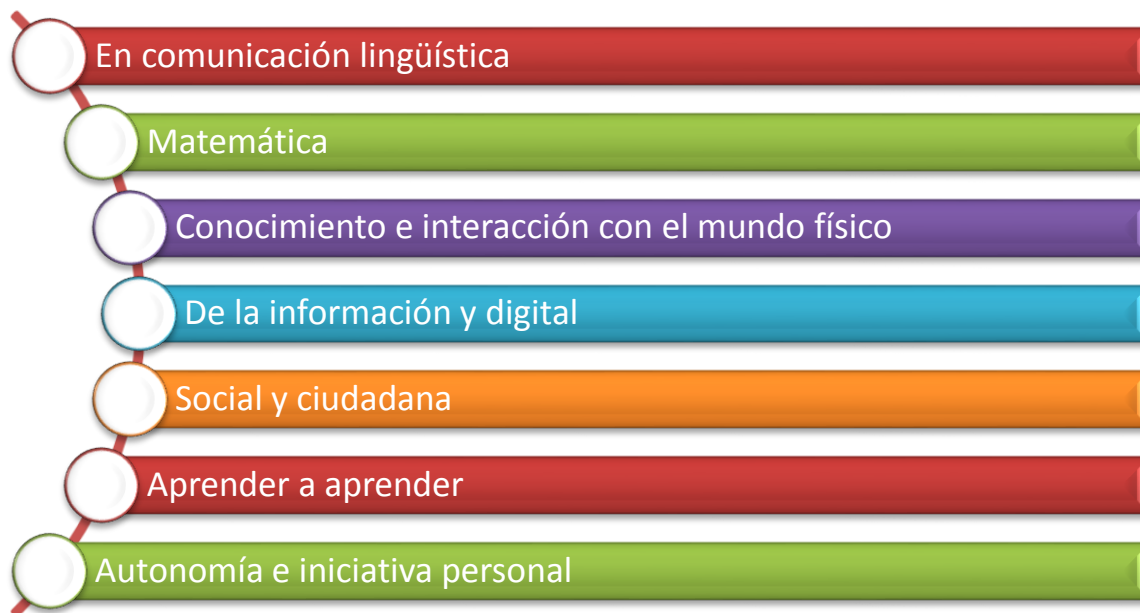 En comunicación lingüística
Matemática
Conocimiento e interacción con el mundo físico
De la información y digital
Social y ciudadana
Aprender a aprender
Autonomía e iniciativa personal